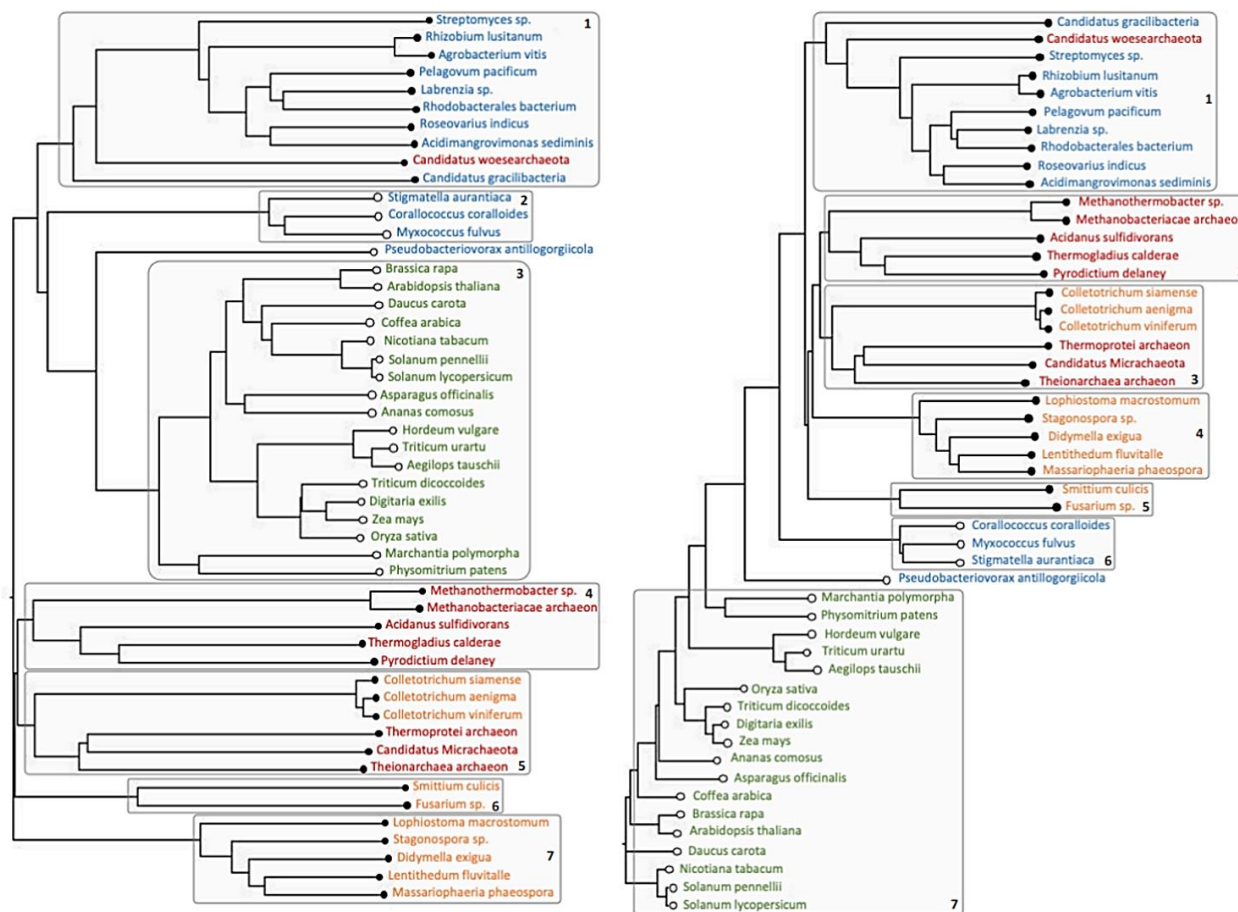 Streptomyces sp.
1
Rhizobium lusitanum
Agrobacterium vitis
Pelagovum pacificum
Labrenzia sp.
Rhodobacterales bacterium
Roseovarius indicus
Acidimangrovimonas sediminis
Candidatus woesearchaeota
Candidatus gracilibacteria
Stigmatella aurantiaca
2
Corallococcus coralloides
Myxococcus fulvus
Pseudobacteriovorax antillogorgiicola
Brassica rapa
3
Arabidopsis thaliana
Daucus carota
Coffea arabica
Nicotiana tabacum
Solanum pennellii
Solanum lycopersicum
Asparagus officinalis
Ananas comosus
Hordeum vulgare
Triticum urartu
Aegilops tauschii
Triticum dicoccoides
Digitaria exilis
Zea mays
Oryza sativa
Marchantia polymorpha
Physomitrium patens
Methanothermobacter sp.
4
Methanobacteriacae archaeon
Acidanus sulfidivorans
Thermogladius calderae
Pyrodictium delaney
Colletotrichum siamense
Colletotrichum aenigma
Colletotrichum viniferum
Thermoprotei archaeon
Candidatus Micrachaeota
Theionarchaea archaeon
5
Smittium culicis
Fusarium sp.
6
Lophiostoma macrostomum
Stagonospora sp.
Didymella exigua
7
Lentithedum fluvitalle
Massariophaeria phaeospora
Candidatus gracilibacteria
Candidatus woesearchaeota
Streptomyces sp.
Rhizobium lusitanum
Agrobacterium vitis
1
Pelagovum pacificum
Labrenzia sp.
Rhodobacterales bacterium
Roseovarius indicus
Acidimangrovimonas sediminis
Methanothermobacter sp.
Methanobacteriacae archaeo
Acidanus sulfidivorans
Thermogladius calderae
Pyrodictium delaney
Colletotrichum siamense
Colletotrichum aenigma
Colletotrichum viniferum
Thermoprotei archaeon
Candidatus Micrachaeota
Theionarchaea archaeon
3
Lophiostoma macrostomum
Stagonospora sp.
Didymella exigua
4
Lentithedum fluvitalle
Massariophaeria phaeospora
Smittium culicis
Fusarium sp.
5
Corallococcus coralloides
Myxococcus fulvus
Stigmatella aurantiaca
6
Pseudobacteriovorax antillogorgiicola
Marchantia polymorpha
Physomitrium patens
Hordeum vulgare
Triticum urartu
Aegilops tauschii
Oryza sativa
Triticum dicoccoides
Digitaria exilis
Zea mays
Ananas comosus
Asparagus officinalis
Coffea arabica
Brassica rapa
Arabidopsis thaliana
Daucus carota
Nicotiana tabacum
Solanum pennellii
Solanum lycopersicum
7